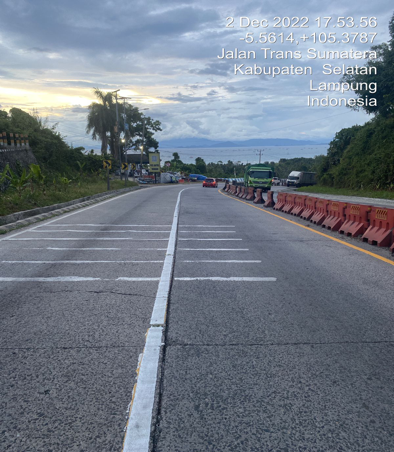 2 Dec 2022 17.53.56
-5.5614,+105.3787
Jalan Trans Sumatera
Kabupaten Selatan
Lampung
Indonesia